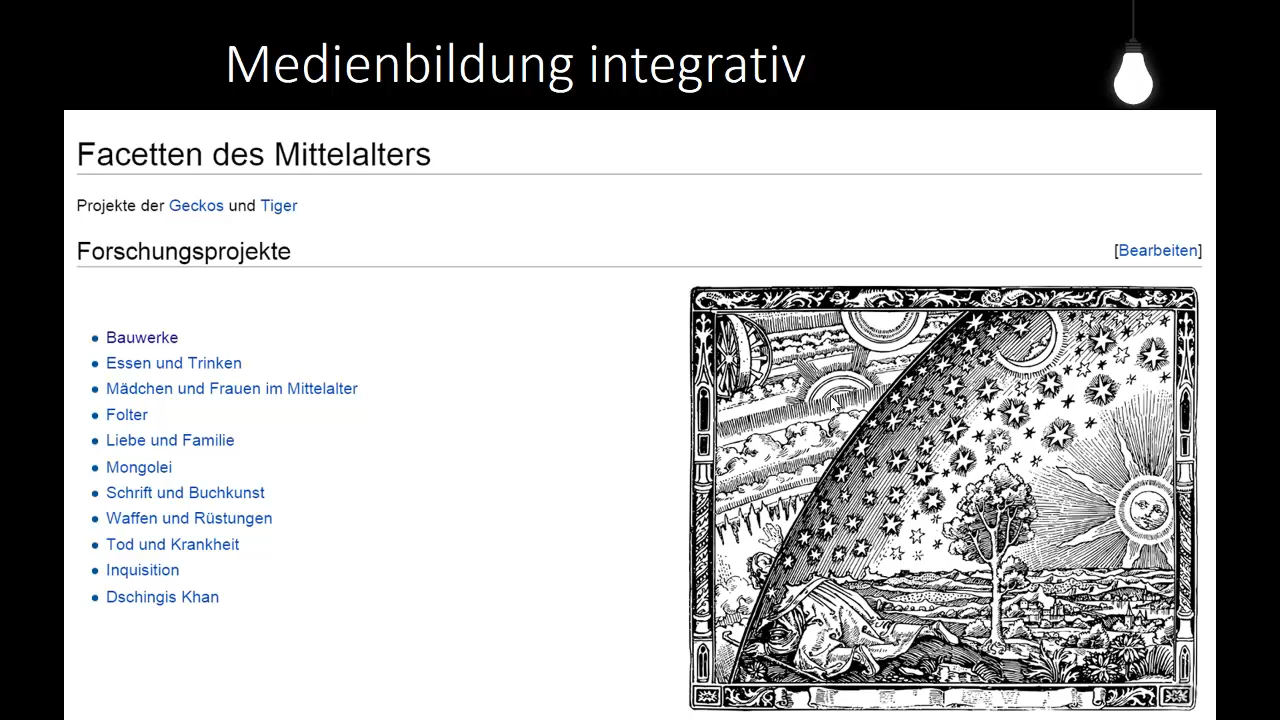 Medienbildung integrativ
Facetten des Mittelalters
Projekte der Geckos und Tiger
Forschungsprojekte
[Bearbeiten]
Bauwerke
Essen und Trinken
Mädchen und Frauen im Mittelalter
Folter
Liebe und Familie
Mongolei
Schrift und Buchkunst
Waffen und Rüstungen
Tod und Krankheit
Inquisition
Dschingis Khan